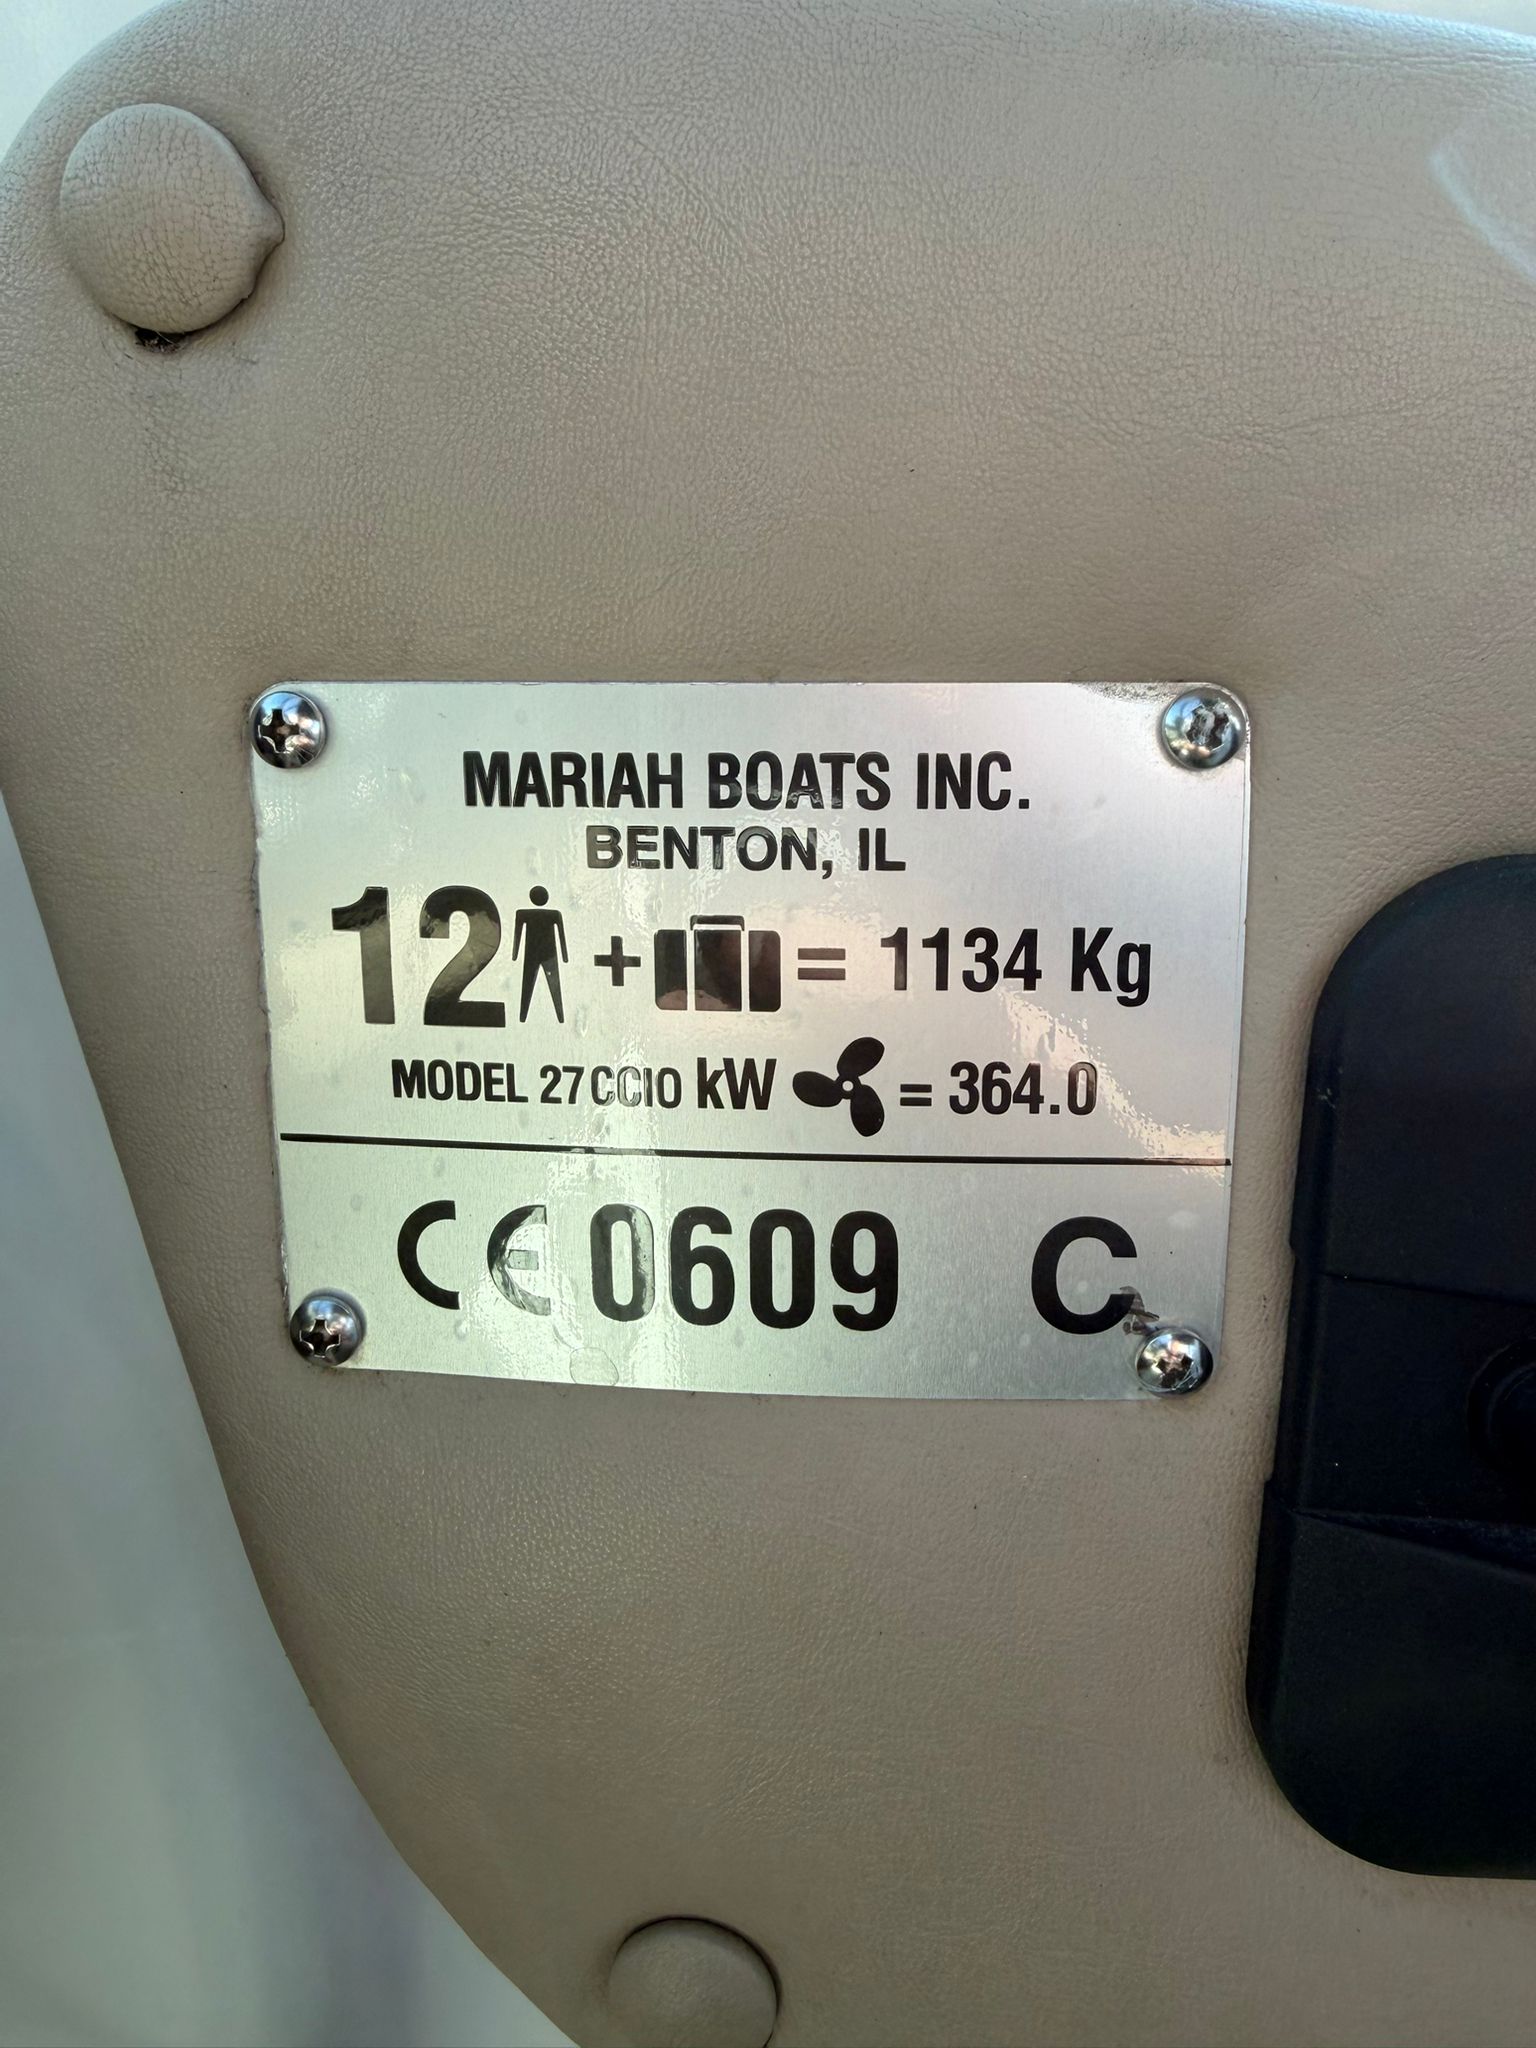 MARIAH BOATS INC.
BENTON, IL
12 + = 1134 Kg
MODEL 27CCIO kW = 364.0
CE 0609 C